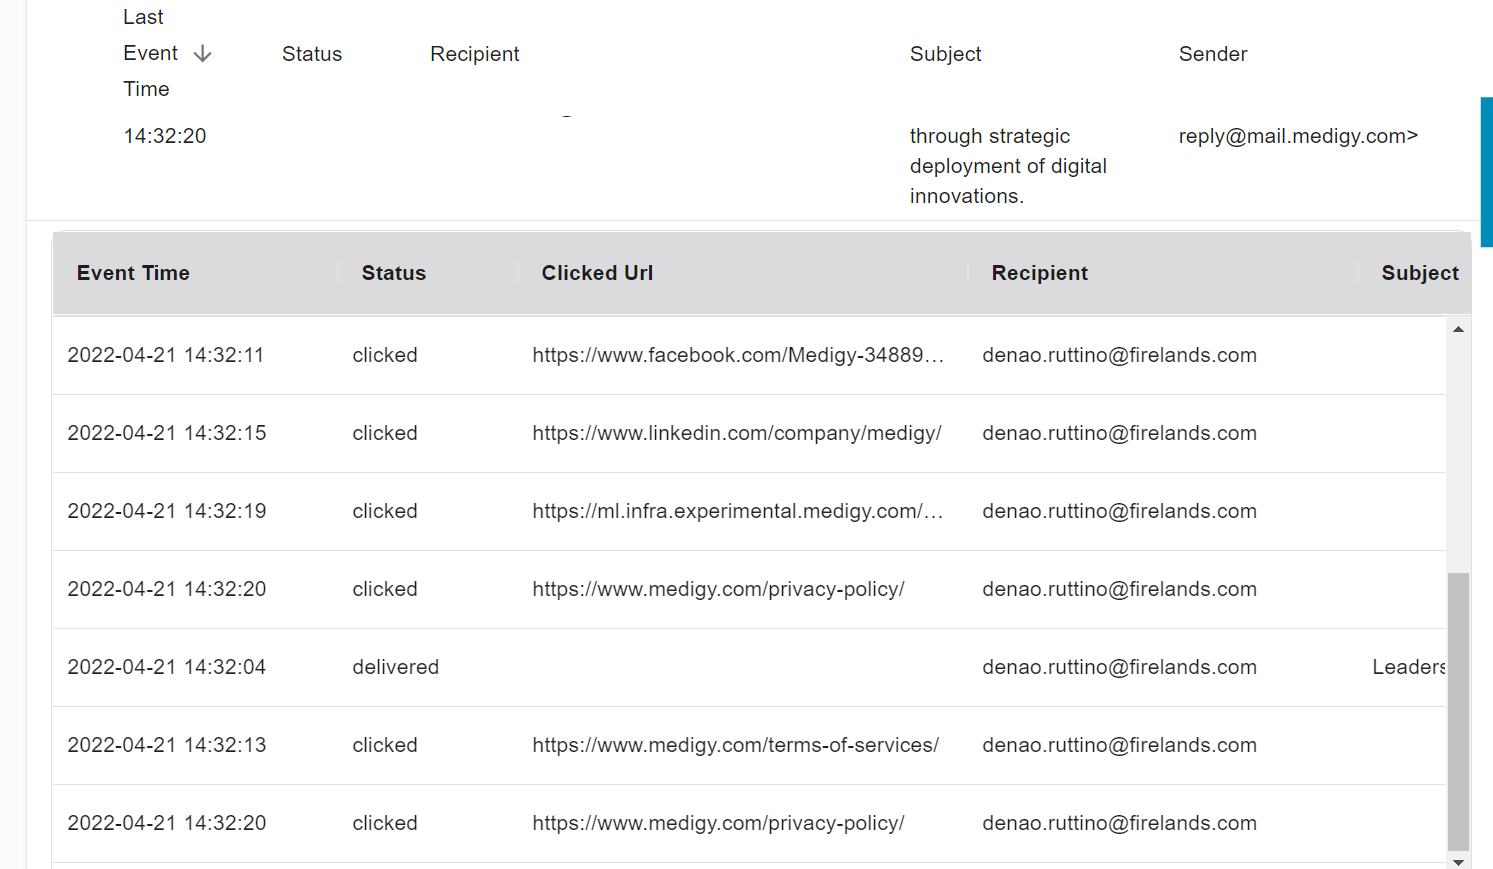 Last
Event
Time
Status
Recipient
Subject
Sender
14:32:20
through strategic
deployment of digital
innovations.
reply@mail.medigy.com>
Event Time Status Clicked Url Recipient Subject
2022-04-21 14:32:11 clicked https://www.facebook.com/Medigy-34889... denao.ruttino@firelands.com
2022-04-21 14:32:15 clicked https://www.linkedin.com/company/medigy/ denao.ruttino@firelands.com
2022-04-21 14:32:19 clicked https://ml.infra.experimental.medigy.com/... denao.ruttino@firelands.com
2022-04-21 14:32:20 clicked https://www.medigy.com/privacy-policy/ denao.ruttino@firelands.com
2022-04-21 14:32:04 delivered denao.ruttino@firelands.com Leaders
2022-04-21 14:32:13 clicked https://www.medigy.com/terms-of-services/ denao.ruttino@firelands.com
2022-04-21 14:32:20 clicked https://www.medigy.com/privacy-policy/ denao.ruttino@firelands.com